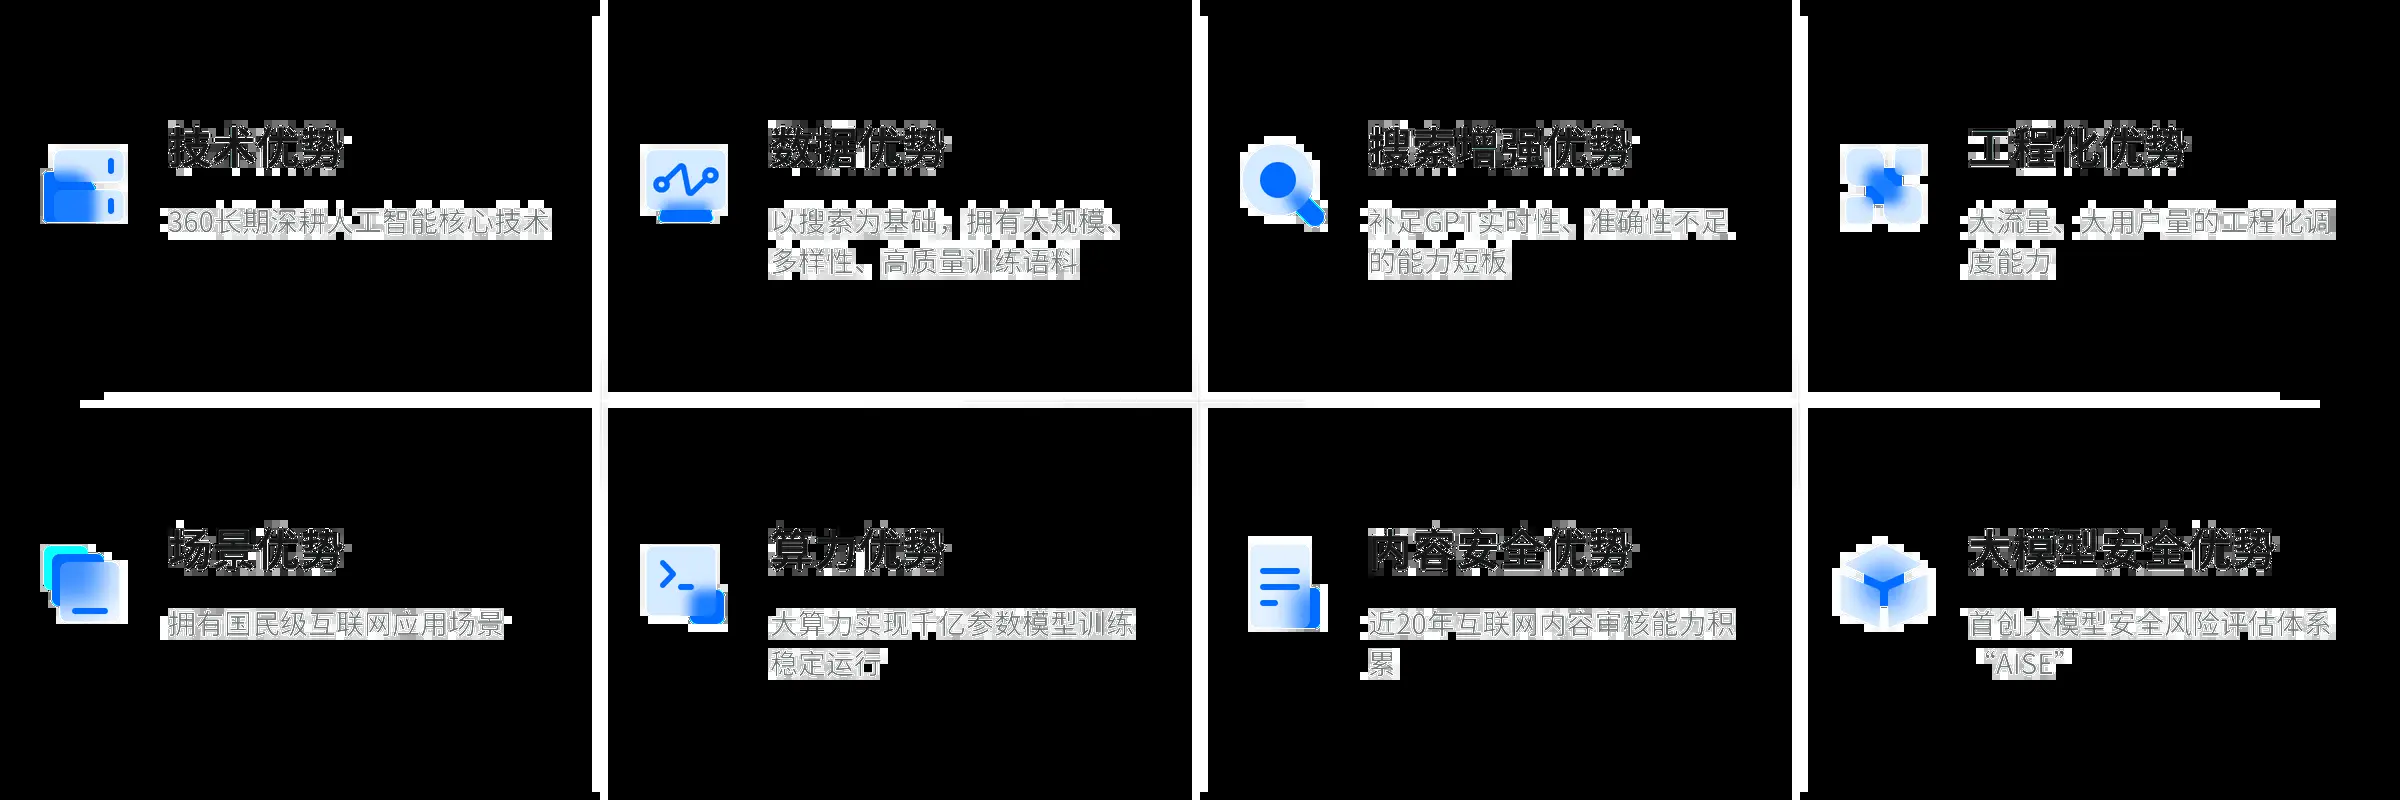 技术优势
360长期深耕人工智能核心技术
数据优势
以搜索为基础，拥有大规模、
多样性、高质量训练语料
搜索增强优势
补足GPT实时性、准确性不足
的能力短板
工程化优势
大流量、大用户量的工程化调
度能力
场景优势
拥有国民级互联网应用场景
算力优势
大算力实现千亿参数模型训练
稳定运行
内容安全优势
近20年互联网内容审核能力积
累
大模型安全优势
首创大模型安全风险评估体系
“AISE”